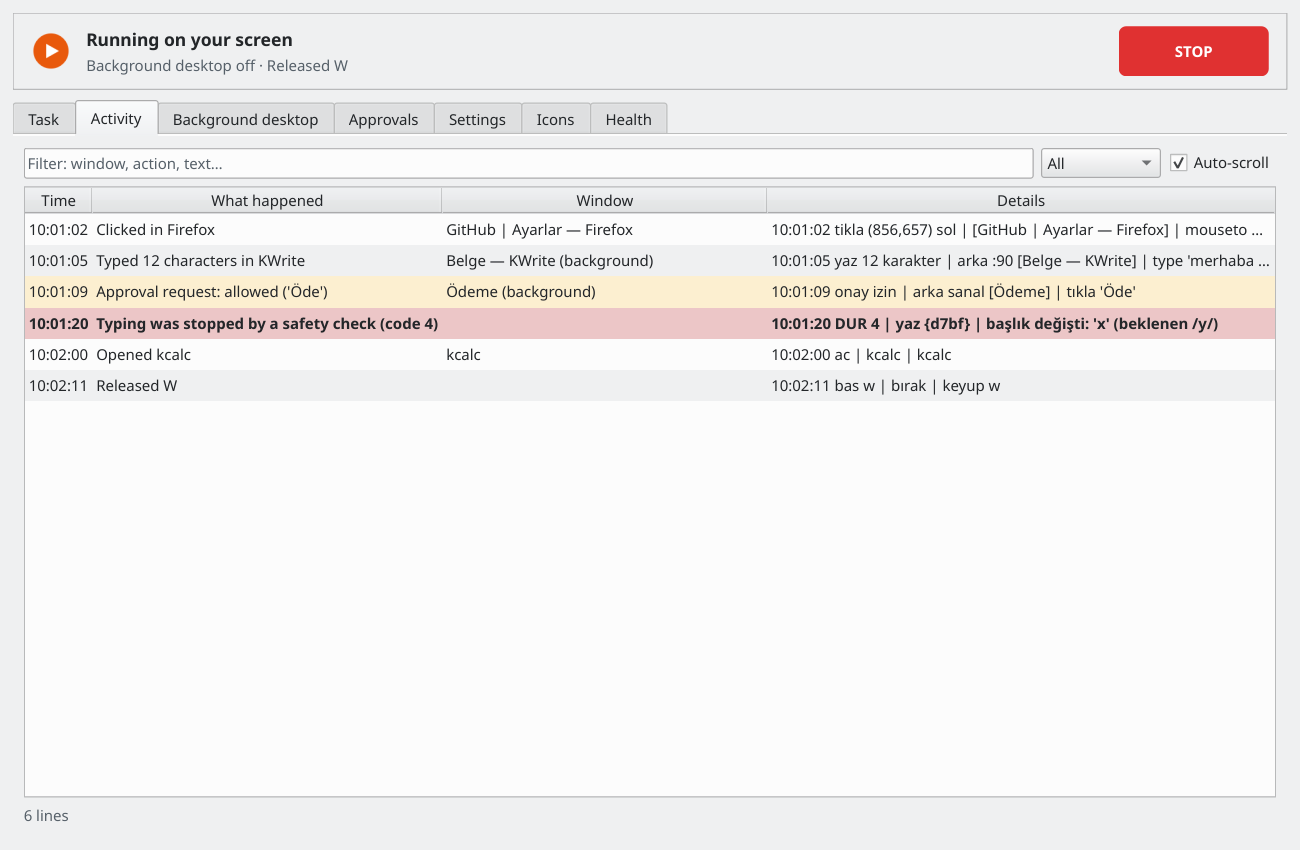 Running on your screen
STOP
Background desktop off · Released W
Task Activity Background desktop Approvals Settings Icons Health
Filter: window, action, text... All Auto-scroll
Time What happened Window Details
10:01:02 Clicked in Firefox GitHub | Ayarlar — Firefox 10:01:02 tikla (856,657) sol | [GitHub | Ayarlar — Firefox] | mouseto ...
10:01:05 Typed 12 characters in KWrite Belge — KWrite (background) 10:01:05 yaz 12 karakter | arka :90 [Belge — KWrite] | type 'merhaba ...
10:01:09 Approval request: allowed ('Öde') Ödeme (background) 10:01:09 onay izin | arka sanal [Ödeme] | tıkla 'Öde'
10:01:20 Typing was stopped by a safety check (code 4) 10:01:20 DUR 4 | yaz {d7bf} | başlık değişti: 'x' (beklenen /y/)
10:02:00 Opened kcalc kcalc 10:02:00 ac | kcalc | kcalc
10:02:11 Released W 10:02:11 bas w | bırak | keyup w
6 lines